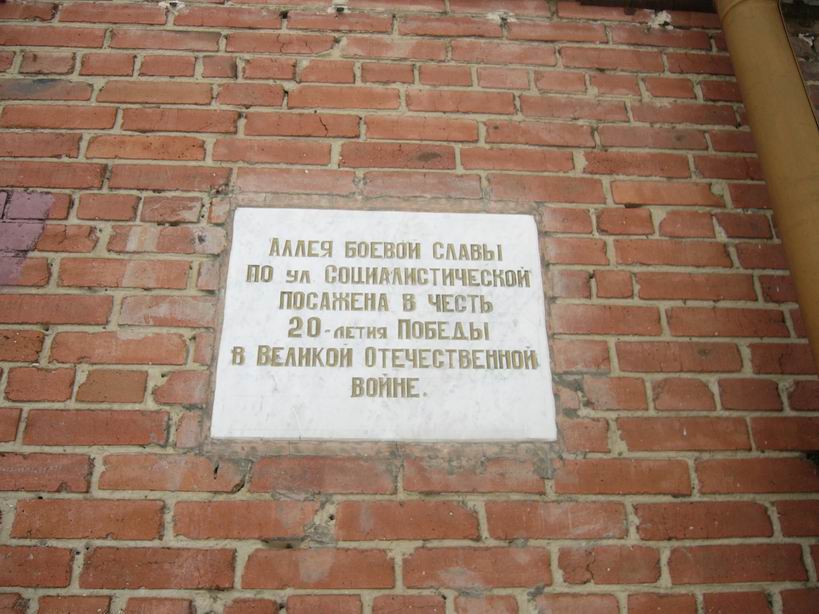 Аллея боевой славы
по ул Социалистической
посажена в честь
20-летия Победы
в Великой Отечественной
войне.